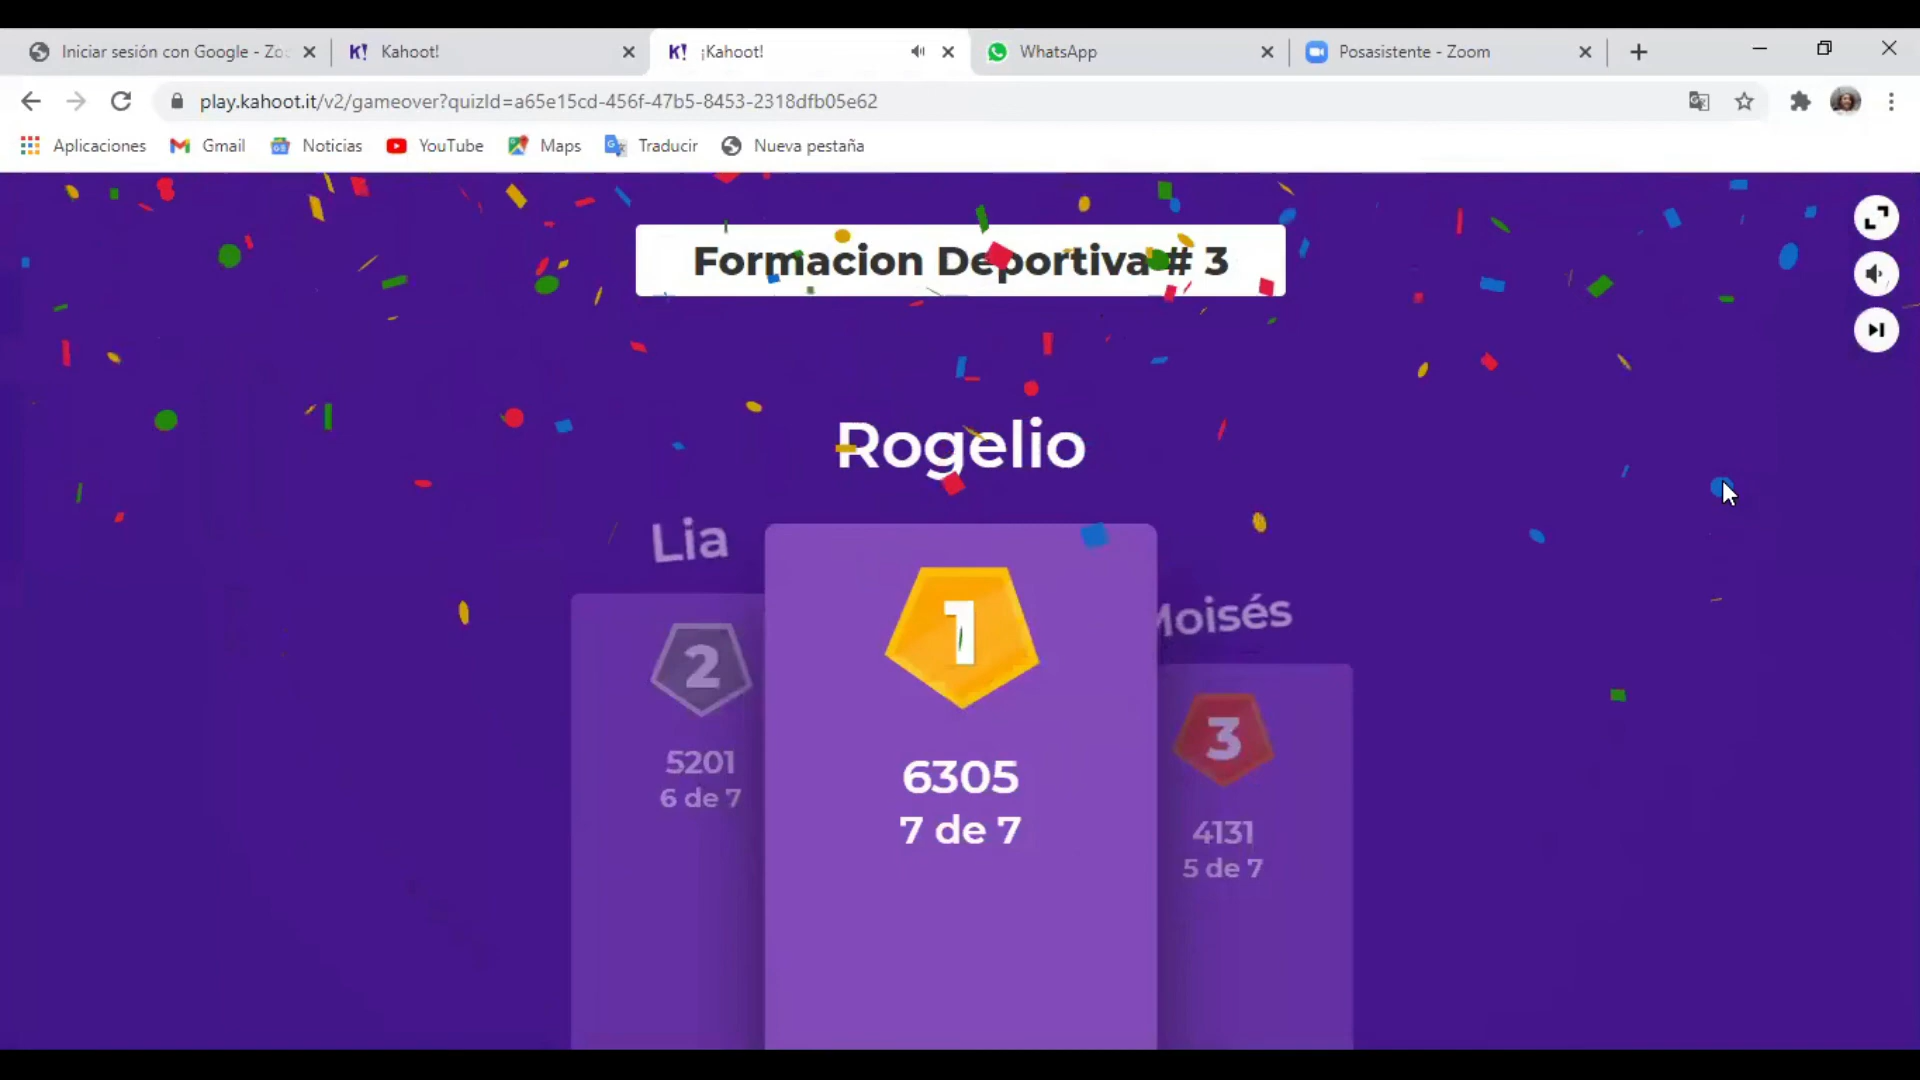 Iniciar sesión con Google - Zo
K! Kahoot!
K! ¡Kahoot!
WhatsApp
Posasistente - Zoom
play.kahoot.it/v2/gameover?quizId=a65e15cd-456f-47b5-8453-2318dfb05e62
Aplicaciones
Gmail
Noticias
YouTube
Maps
Traducir
Nueva pestaña
Formacion Deportiva # 3
Rogelio
1
6305
7 de 7
Lia
2
5201
6 de 7
Moisés
3
4131
5 de 7